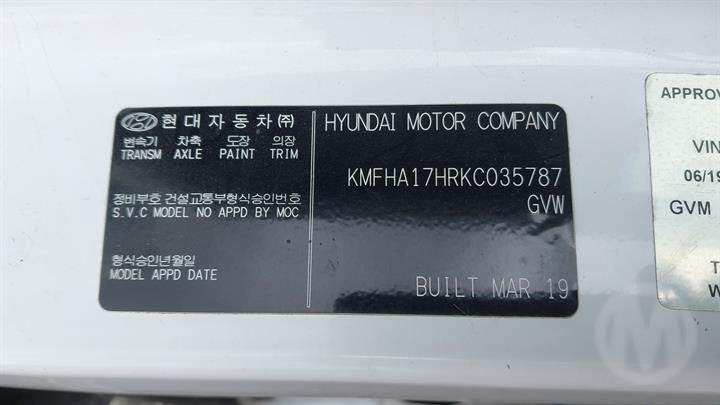 현대자동차㈜
변속기 차축 도장 의장
TRANSM AXLE PAINT TRIM
정비부호 건설교통부형식승인번호
S.V.C MODEL NO APPD BY MOC
형식승인년월일
MODEL APPD DATE
HYUNDAI MOTOR COMPANY
KMFHA17HRKC035787
GVW
BUILT MAR 19
APPROV
VIN
06/19
GVM
T
W
M